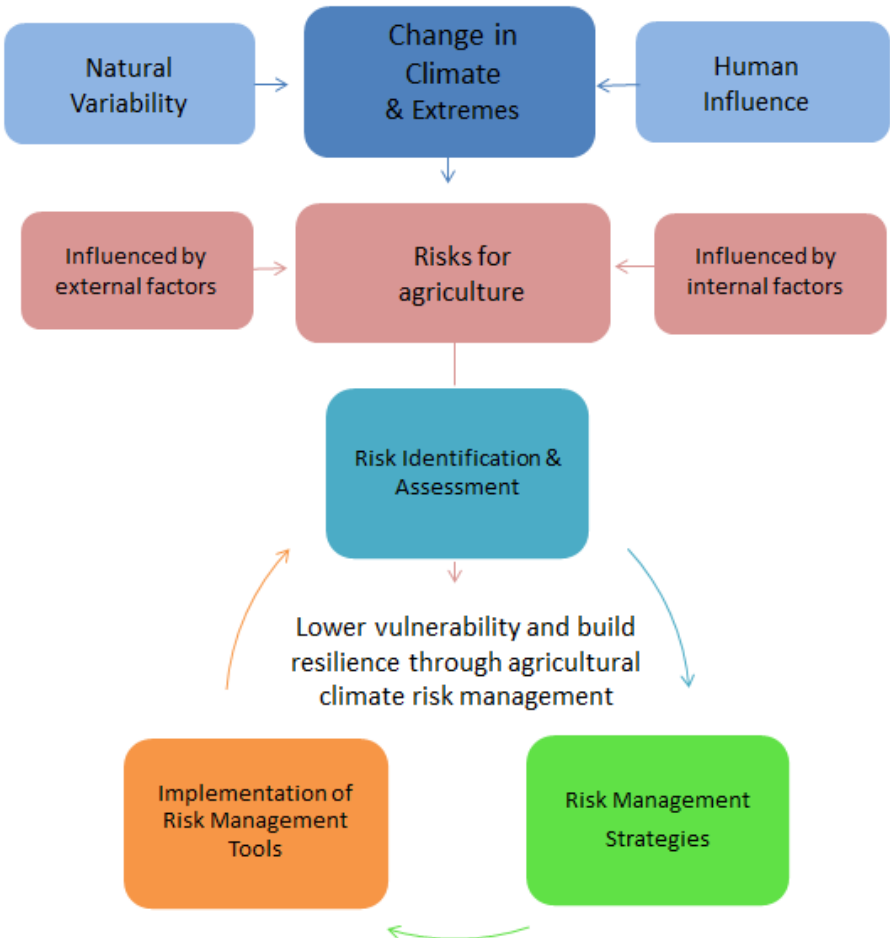 Natural
Variability
Change in
Climate
& Extremes
Human
Influence
Influenced by
external factors
Risks for
agriculture
Influenced by
internal factors
Risk Identification &
Assessment
Lower vulnerability and build
resilience through agricultural
climate risk management
Implementation of
Risk Management
Tools
Risk Management
Strategies